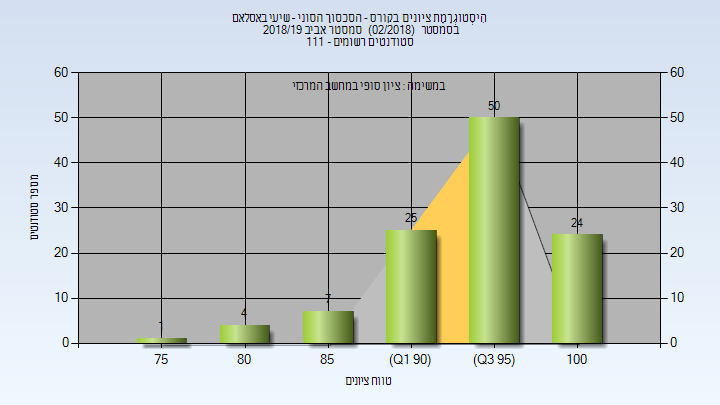 היסטוגרמת ציונים בקורס - הסכסוך הסוני - שיעי באסלאם
בסמסטר (02/2018) סמסטר אביב 2018/19
סטודנטים רשומים - 111
במשימה : ציון סופי במחשב המרכזי
60 60
50 50
40 40
30 30
20 20
10 10
0 0
1 4 7 25 50 24
מספר סטודנטים
75 80 85 (Q1 90) (Q3 95) 100
טווח ציונים